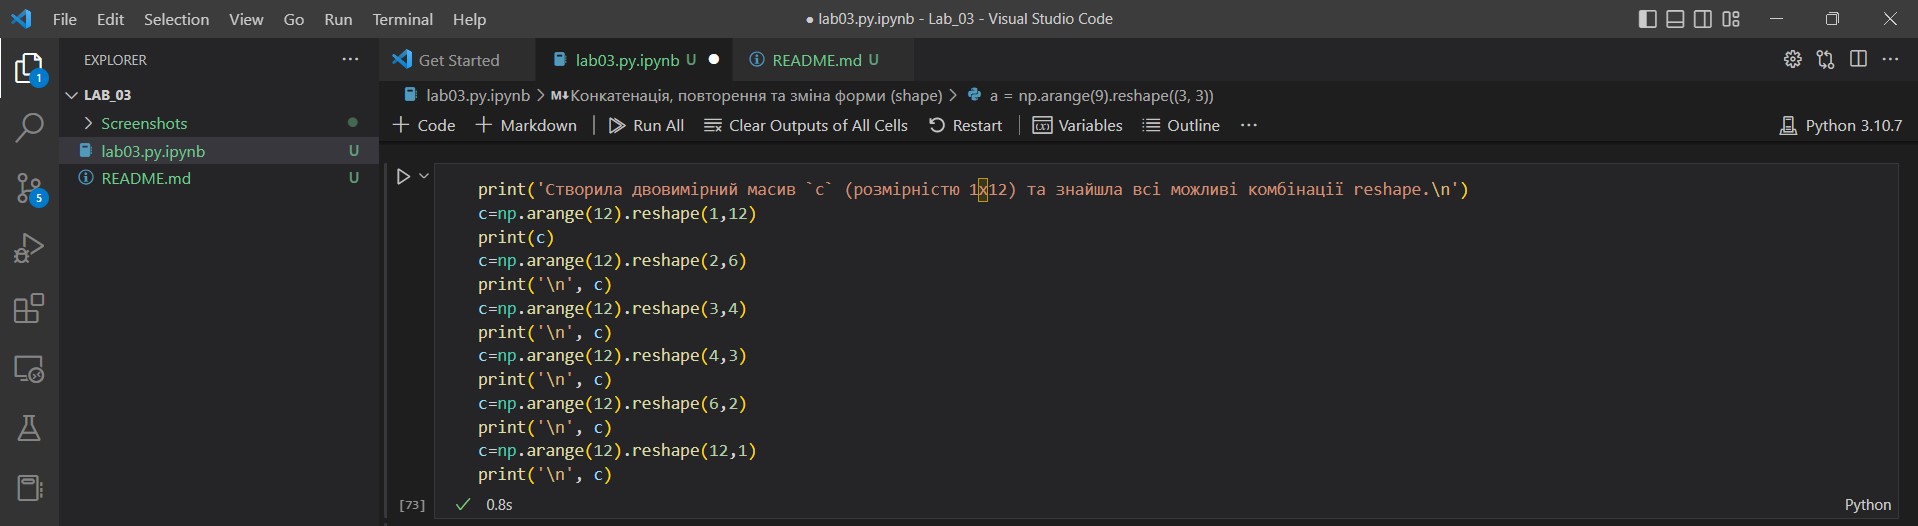 File Edit Selection View Go Run Terminal Help
● lab03.py.ipynb - Lab_03 - Visual Studio Code
EXPLORER
LAB_03
Screenshots
lab03.py.ipynb U
README.md U
1
5
Get Started
lab03.py.ipynb U
README.md U
lab03.py.ipynb > M↓Конкатенація, повторення та зміна форми (shape) > a = np.arange(9).reshape((3, 3))
+ Code + Markdown | Run All Clear Outputs of All Cells Restart | Variables Outline ···
Python 3.10.7
print('Створила двовимірний масив `c` (розмірністю 1х12) та знайшла всі можливі комбінації reshape.\n')
c=np.arange(12).reshape(1,12)
print(c)
c=np.arange(12).reshape(2,6)
print('\n', c)
c=np.arange(12).reshape(3,4)
print('\n', c)
c=np.arange(12).reshape(4,3)
print('\n', c)
c=np.arange(12).reshape(6,2)
print('\n', c)
c=np.arange(12).reshape(12,1)
print('\n', c)
[73] ✓ 0.8s
Python